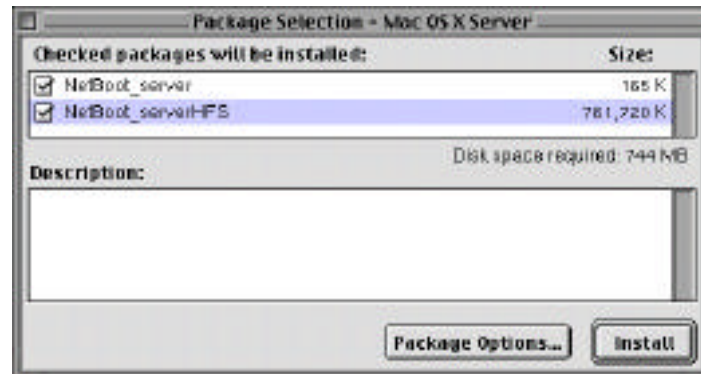 Package Selection - Mac OS X Server
Checked packages will be installed: Size:
NetBoot_server 165 K
NetBoot_serverHFS 761,720 K
Disk space required: 744 MB
Description:
Package Options... Install